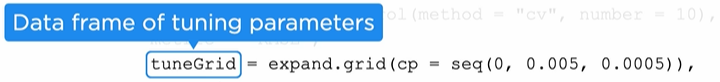 Data frame of tuning parameters
ol(method = "cv", number = 10),
tuneGrid = expand.grid(cp = seq(0, 0.005, 0.0005)),